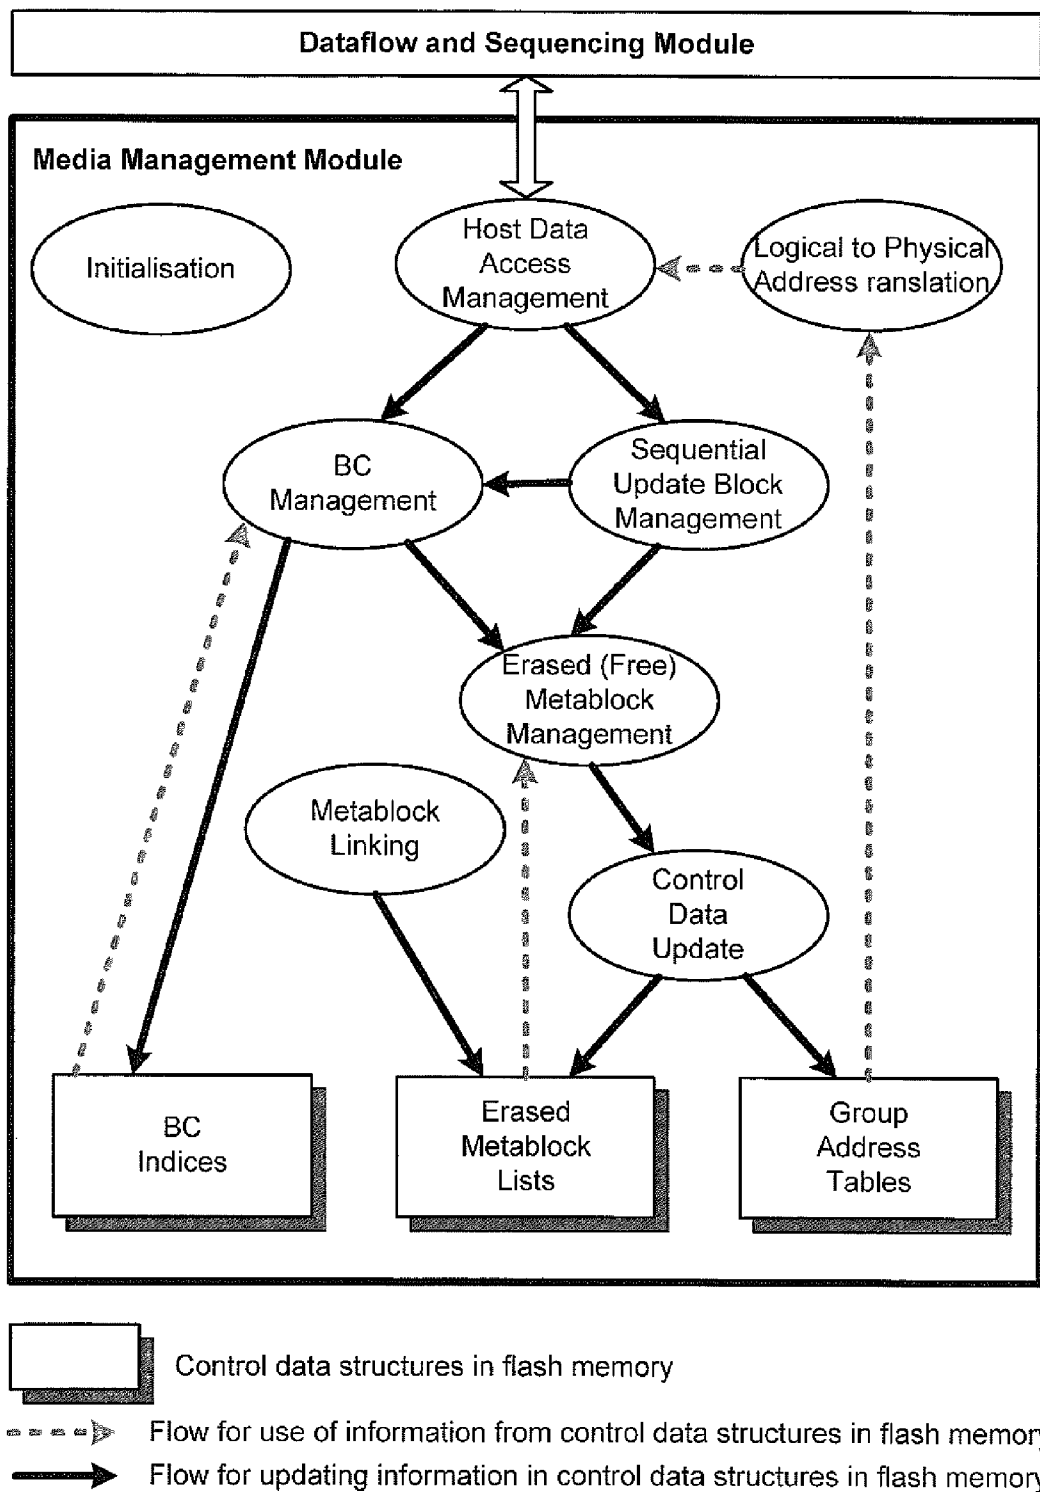 Dataflow and Sequencing Module
Media Management Module
Initialisation
Host Data
Access
Management
Logical to Physical
Address ranslation
BC
Management
Sequential
Update Block
Management
Erased (Free)
Metablock
Management
Metablock
Linking
Control
Data
Update
BC
Indices
Erased
Metablock
Lists
Group
Address
Tables
Control data structures in flash memory
Flow for use of information from control data structures in flash memory
Flow for updating information in control data structures in flash memory